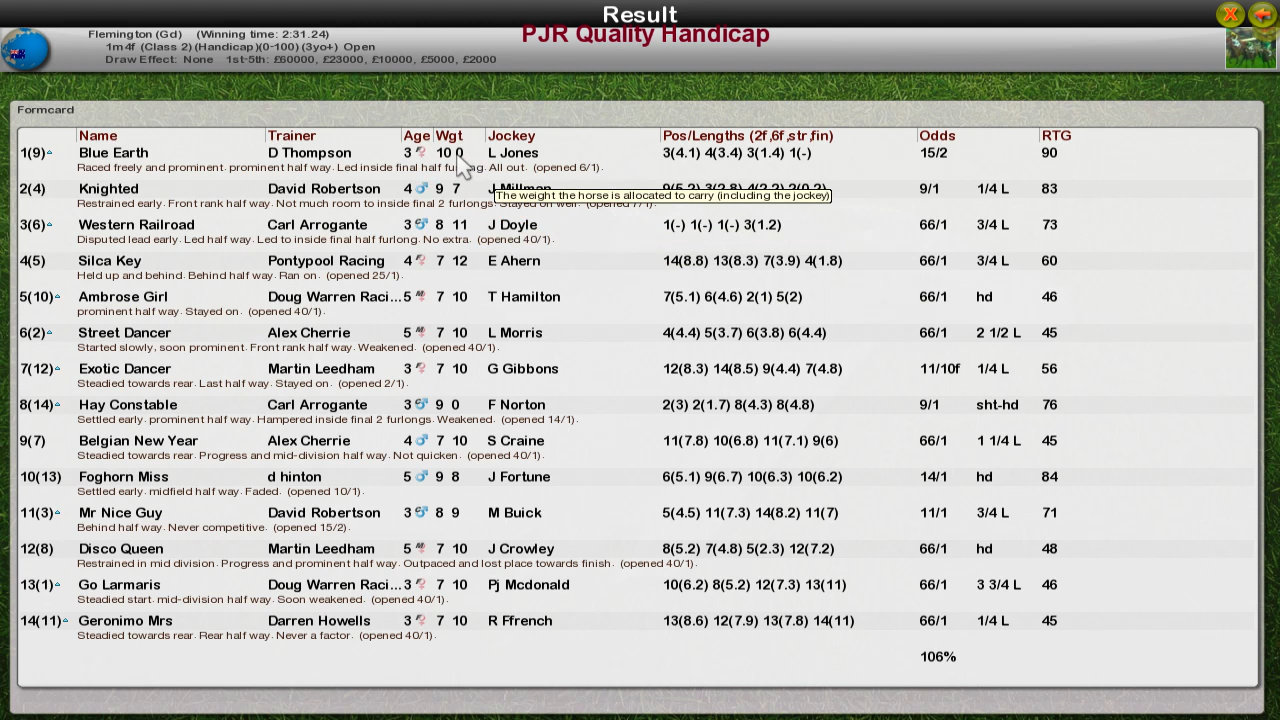 Result
PJR Quality Handicap
Flemington (Gd) (Winning time: 2:31.24)
1m4f (Class 2) (Handicap)(0-100) (3yo+) Open
Draw Effect: None 1st-5th: £60000, £23000, £10000, £5000, £2000
Formcard
Name Trainer Age Wgt Jockey Pos/Lengths (2f,6f,str,fin) Odds RTG
1(9) Blue Earth D Thompson 3 10 0 L Jones 3(4.1) 4(3.4) 3(1.4) 1(-) 15/2 90
Raced freely and prominent. prominent half way. Led inside final half furlong. All out. (opened 6/1).
2(4) Knighted David Robertson 4 9 7 J Millman 9(5.2) 3(2.8) 4(2.2) 2(0.2) 9/1 1/4 L 83
The weight the horse is allocated to carry (including the jockey)
Restrained early. Front rank half way. Not much room to inside final 2 furlongs. Stayed on well. (opened 7/1).
3(6) Western Railroad Carl Arrogante 3 8 11 J Doyle 1(-) 1(-) 1(-) 3(1.2) 66/1 3/4 L 73
Disputed lead early. Led half way. Led to inside final half furlong. No extra. (opened 40/1).
4(5) Silca Key Pontypool Racing 4 7 12 E Ahern 14(8.8) 13(8.3) 7(3.9) 4(1.8) 66/1 3/4 L 60
Held up and behind. Behind half way. Ran on. (opened 25/1).
5(10) Ambrose Girl Doug Warren Raci... 5 7 10 T Hamilton 7(5.1) 6(4.6) 2(1) 5(2) 66/1 hd 46
prominent half way. Stayed on. (opened 40/1).
6(2) Street Dancer Alex Cherrie 5 7 10 L Morris 4(4.4) 5(3.7) 6(3.8) 6(4.4) 66/1 2 1/2 L 45
Started slowly, soon prominent. Front rank half way. Weakened. (opened 40/1).
7(12) Exotic Dancer Martin Leedham 3 7 10 G Gibbons 12(8.3) 14(8.5) 9(4.4) 7(4.8) 11/10f 1/4 L 56
Steadied towards rear. Last half way. Stayed on. (opened 2/1).
8(14) Hay Constable Carl Arrogante 3 9 0 F Norton 2(3) 2(1.7) 8(4.3) 8(4.8) 9/1 sht-hd 76
Settled early. prominent half way. Hampered inside final 2 furlongs. Weakened. (opened 14/1).
9(7) Belgian New Year Alex Cherrie 4 7 10 S Craine 11(7.8) 10(6.8) 11(7.1) 9(6) 66/1 1 1/4 L 45
Steadied towards rear. Progress and mid-division half way. Not quicken. (opened 40/1).
10(13) Foghorn Miss d hinton 5 9 8 J Fortune 6(5.1) 9(6.7) 10(6.3) 10(6.2) 14/1 hd 84
Settled early. midfield half way. Faded. (opened 10/1).
11(3) Mr Nice Guy David Robertson 3 8 9 M Buick 5(4.5) 11(7.3) 14(8.2) 11(7) 11/1 3/4 L 71
Behind half way. Never competitive. (opened 15/2).
12(8) Disco Queen Martin Leedham 5 7 10 J Crowley 8(5.2) 7(4.8) 5(2.3) 12(7.2) 66/1 hd 48
Restrained in mid division. Progress and prominent half way. Outpaced and lost place towards finish. (opened 40/1).
13(1) Go Larmaris Doug Warren Raci... 3 7 10 Pj Mcdonald 10(6.2) 8(5.2) 12(7.3) 13(11) 66/1 3 3/4 L 46
Steadied start. mid-division half way. Soon weakened. (opened 40/1).
14(11) Geronimo Mrs Darren Howells 3 7 10 R Ffrench 13(8.6) 12(7.9) 13(7.8) 14(11) 66/1 1/4 L 45
Steadied towards rear. Rear half way. Never a factor. (opened 40/1).
106%